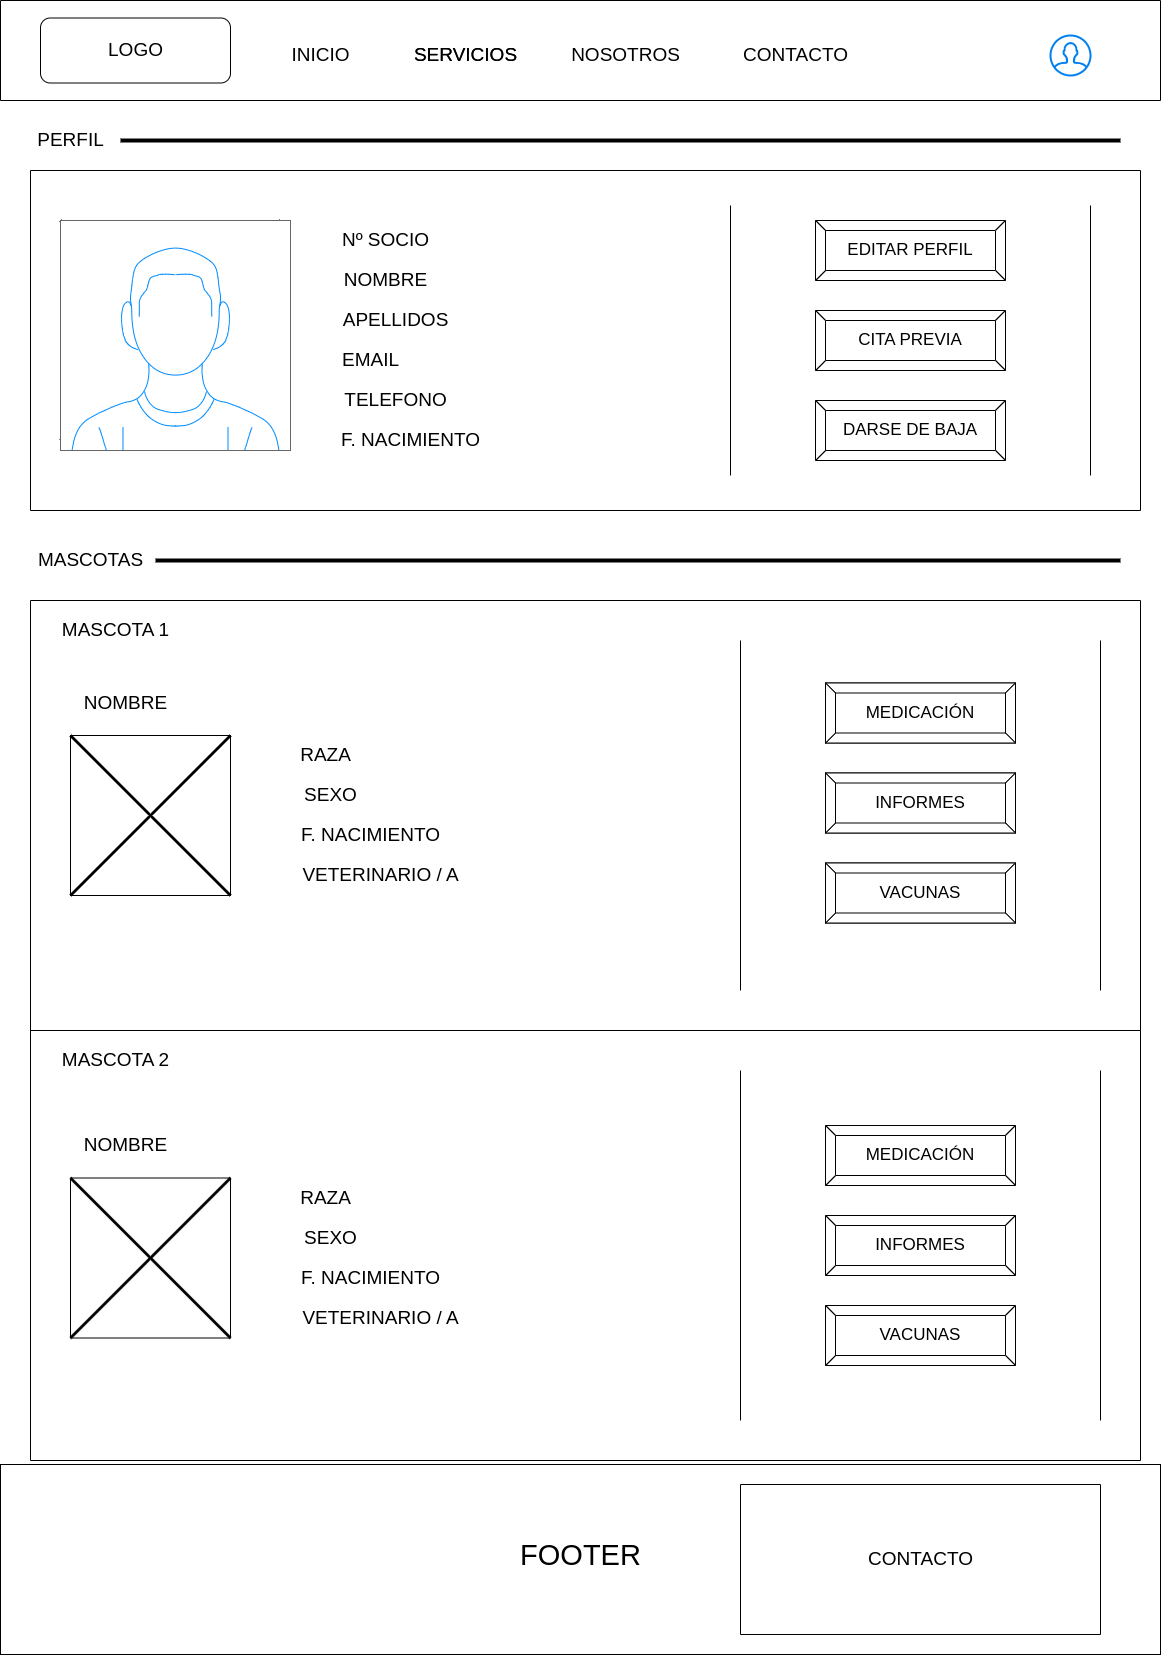 LOGO
INICIO
SERVICIOS
NOSOTROS
CONTACTO
PERFIL
Nº SOCIO
NOMBRE
APELLIDOS
EMAIL
TELEFONO
F. NACIMIENTO
EDITAR PERFIL
CITA PREVIA
DARSE DE BAJA
MASCOTAS
MASCOTA 1
NOMBRE
RAZA
SEXO
F. NACIMIENTO
VETERINARIO / A
MEDICACIÓN
INFORMES
VACUNAS
MASCOTA 2
NOMBRE
RAZA
SEXO
F. NACIMIENTO
VETERINARIO / A
MEDICACIÓN
INFORMES
VACUNAS
FOOTER
CONTACTO